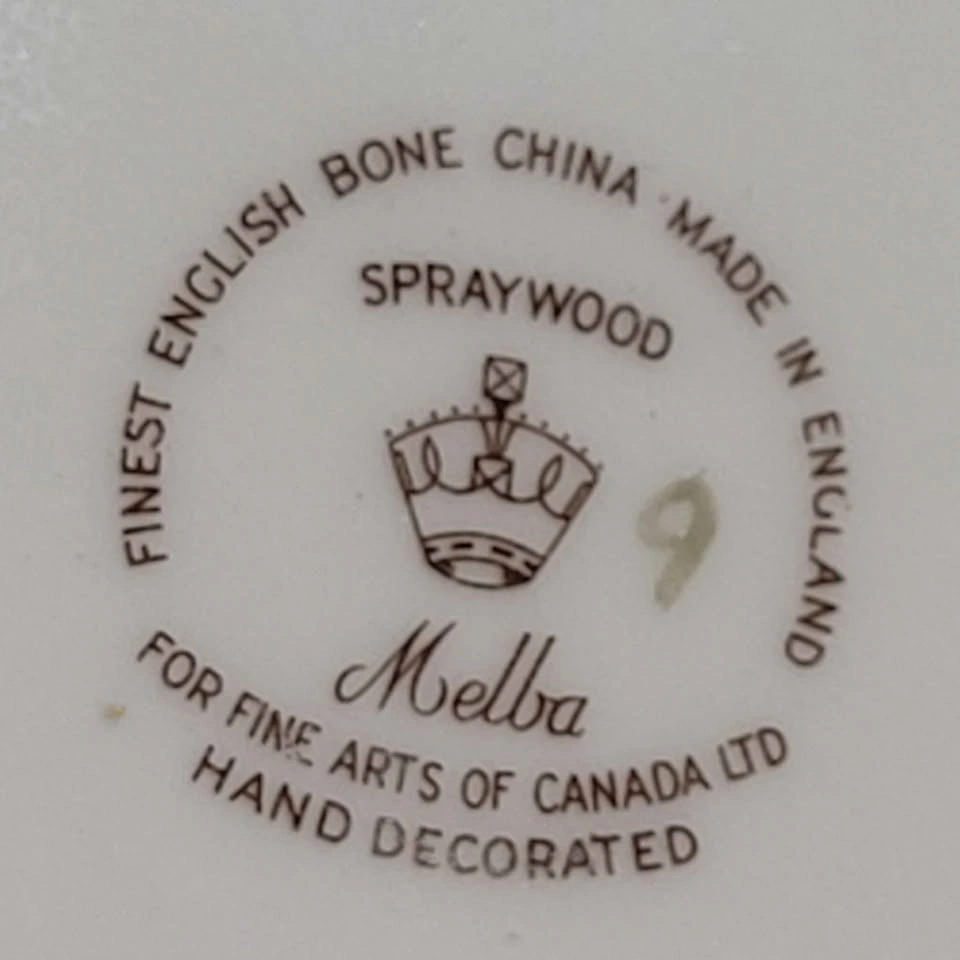 FINEST ENGLISH BONE CHINA · MADE IN ENGLAND
SPRAYWOOD
9
Melba
FOR FINE ARTS OF CANADA LTD
HAND DECORATED